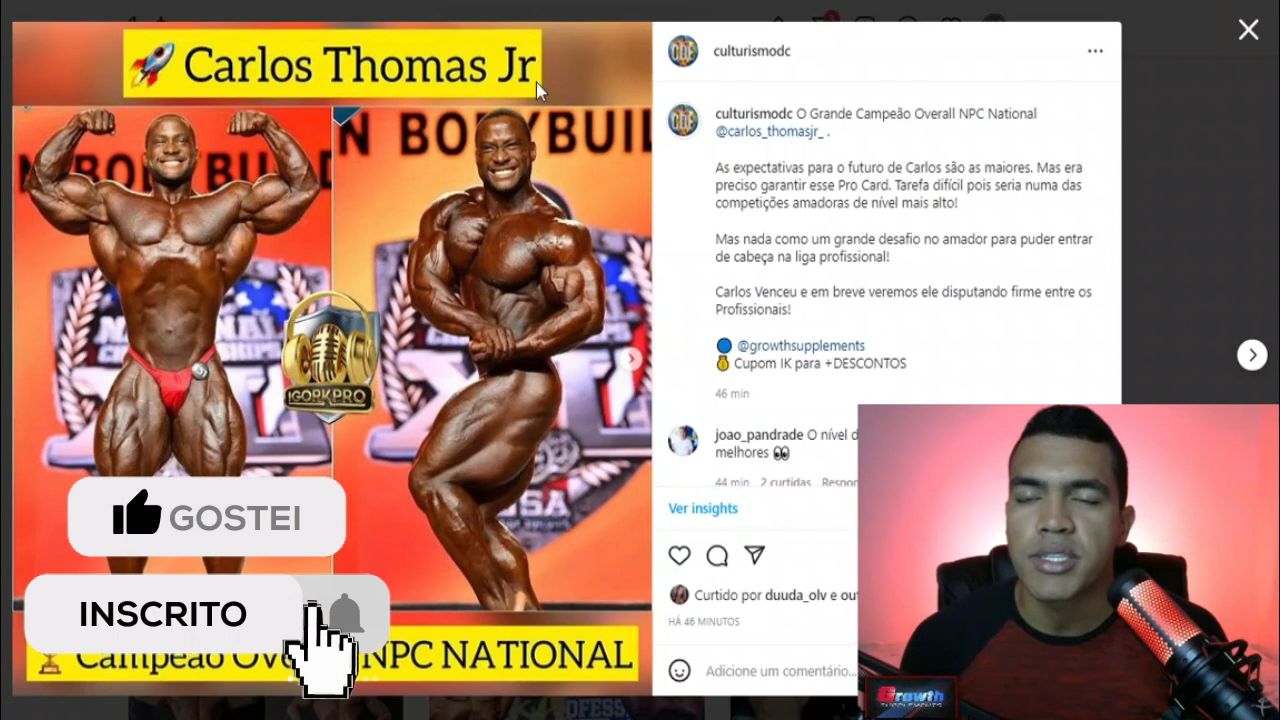 🚀 Carlos Thomas Jr
N BODYBUILD
N BODYBUIL
IGORKPRO
USA
GOSTEI
INSCRITO
NPC NATIONAL
culturismodc
culturismodc O Grande Campeão Overall NPC National
@carlos_thomasjr_ .
As expectativas para o futuro de Carlos são as maiores. Mas era
preciso garantir esse Pro Card. Tarefa difícil pois seria numa das
competições amadoras de nível mais alto!
Mas nada como um grande desafio no amador para puder entrar
de cabeça na liga profissional!
Carlos Venceu e em breve veremos ele disputando firme entre os
Profissionais!
🔵 @growthsupplements
🏅 Cupom IK para +DESCONTOS
46 min
joao_pandrade O nível d
melhores 👀
44 min 2 curtidas Respon
Ver insights
Curtido por duuda_olv e ou
HÁ 46 MINUTOS
Adicione um comentário...
Growth